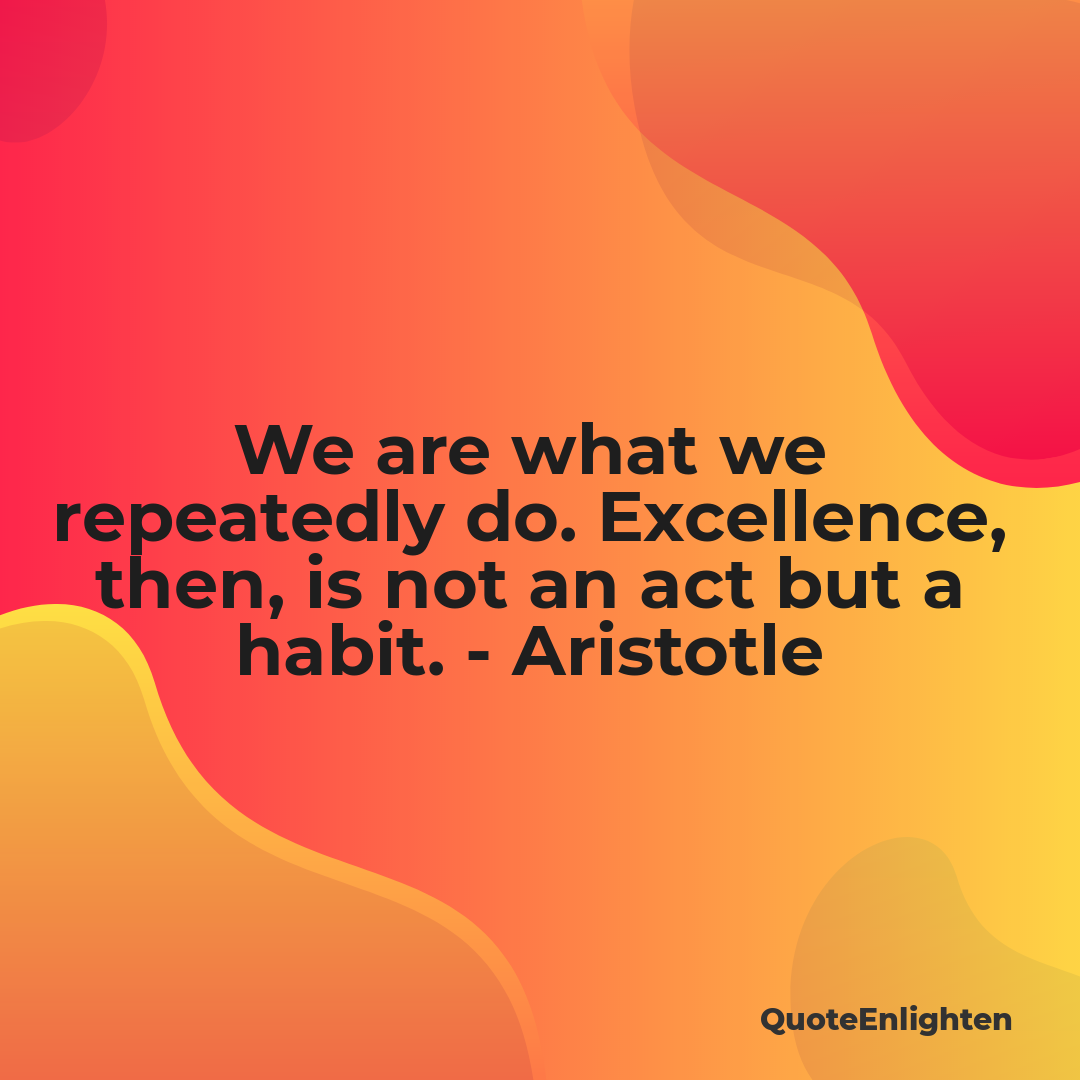 We are what we
repeatedly do. Excellence,
then, is not an act but a
habit. - Aristotle
QuoteEnlighten